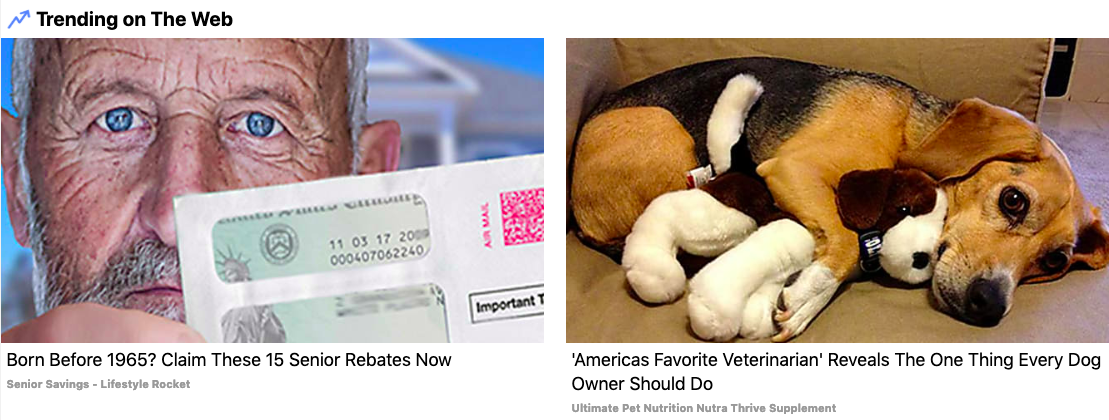 Trending on The Web
11 03 17 20
000407062240
AIR MAIL
Important T
N
Born Before 1965? Claim These 15 Senior Rebates Now
Senior Savings - Lifestyle Rocket
'Americas Favorite Veterinarian' Reveals The One Thing Every Dog
Owner Should Do
Ultimate Pet Nutrition Nutra Thrive Supplement